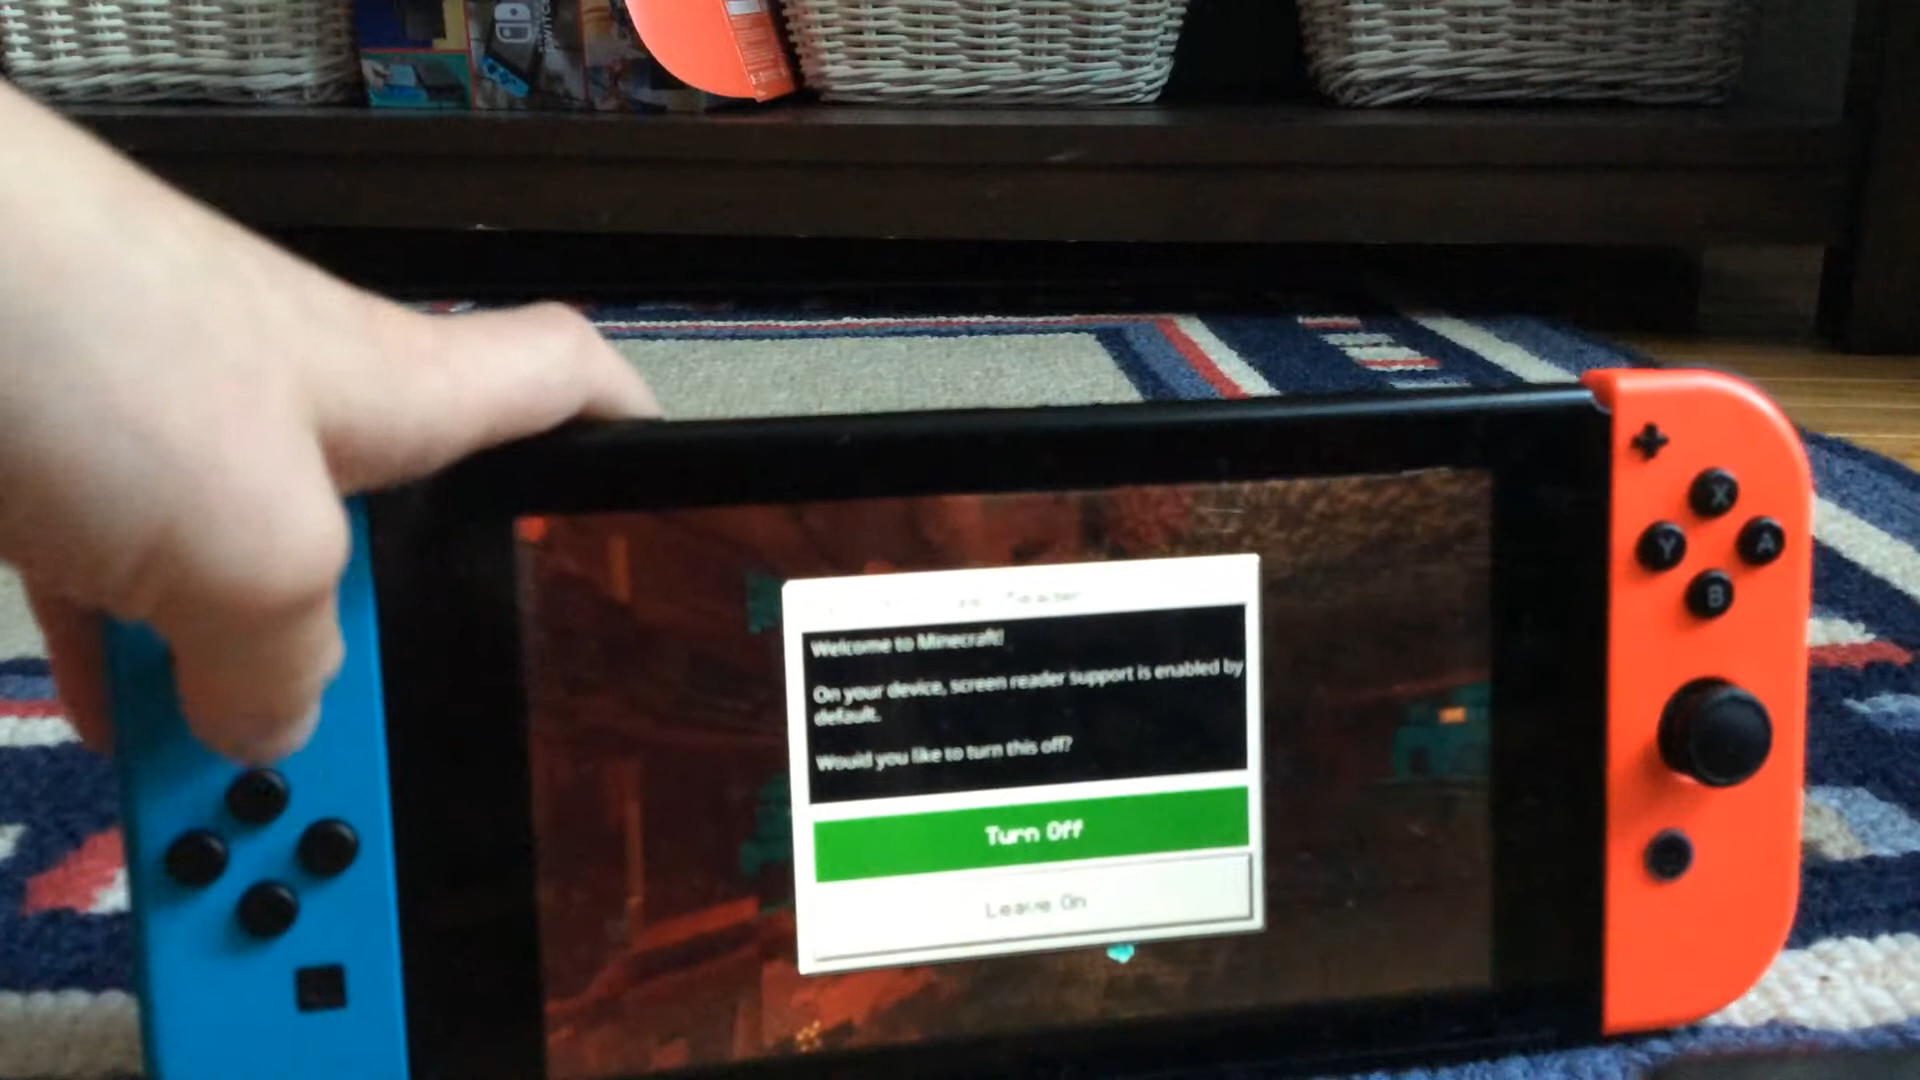 Welcome to Minecraft!
On your device, screen reader support is enabled by
default.
Would you like to turn this off?
Turn Off
Leave On
X
Y
A
B